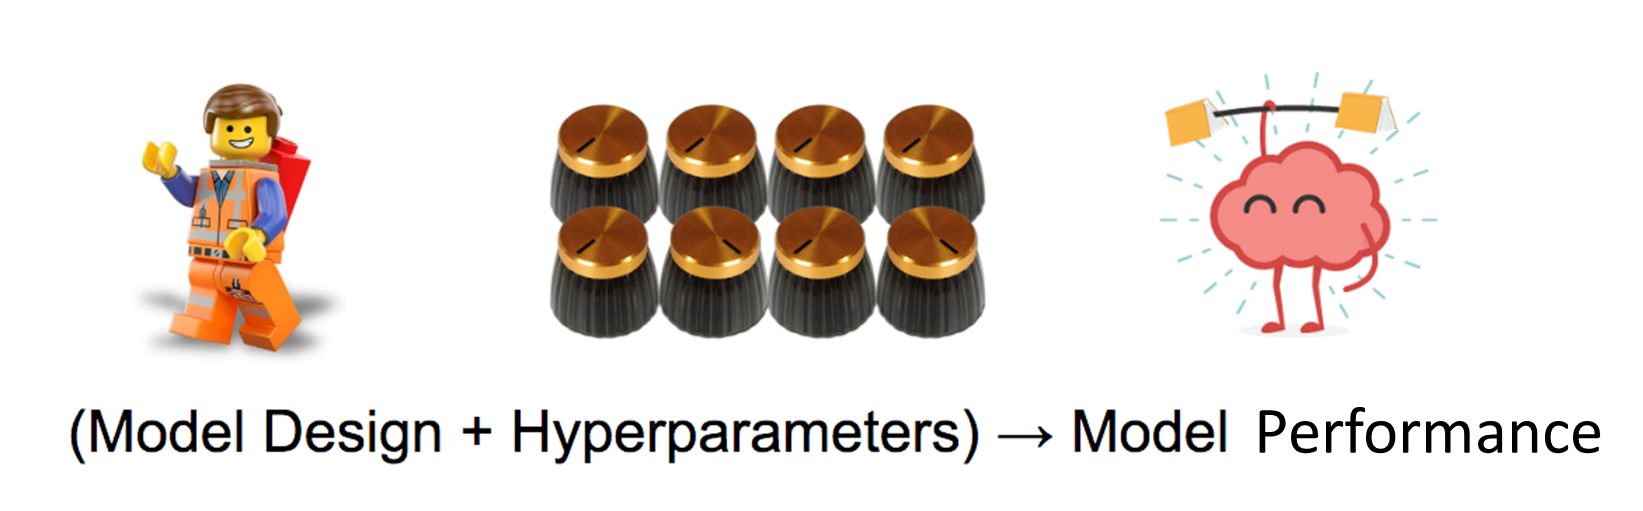 (Model Design + Hyperparameters) → Model Performance